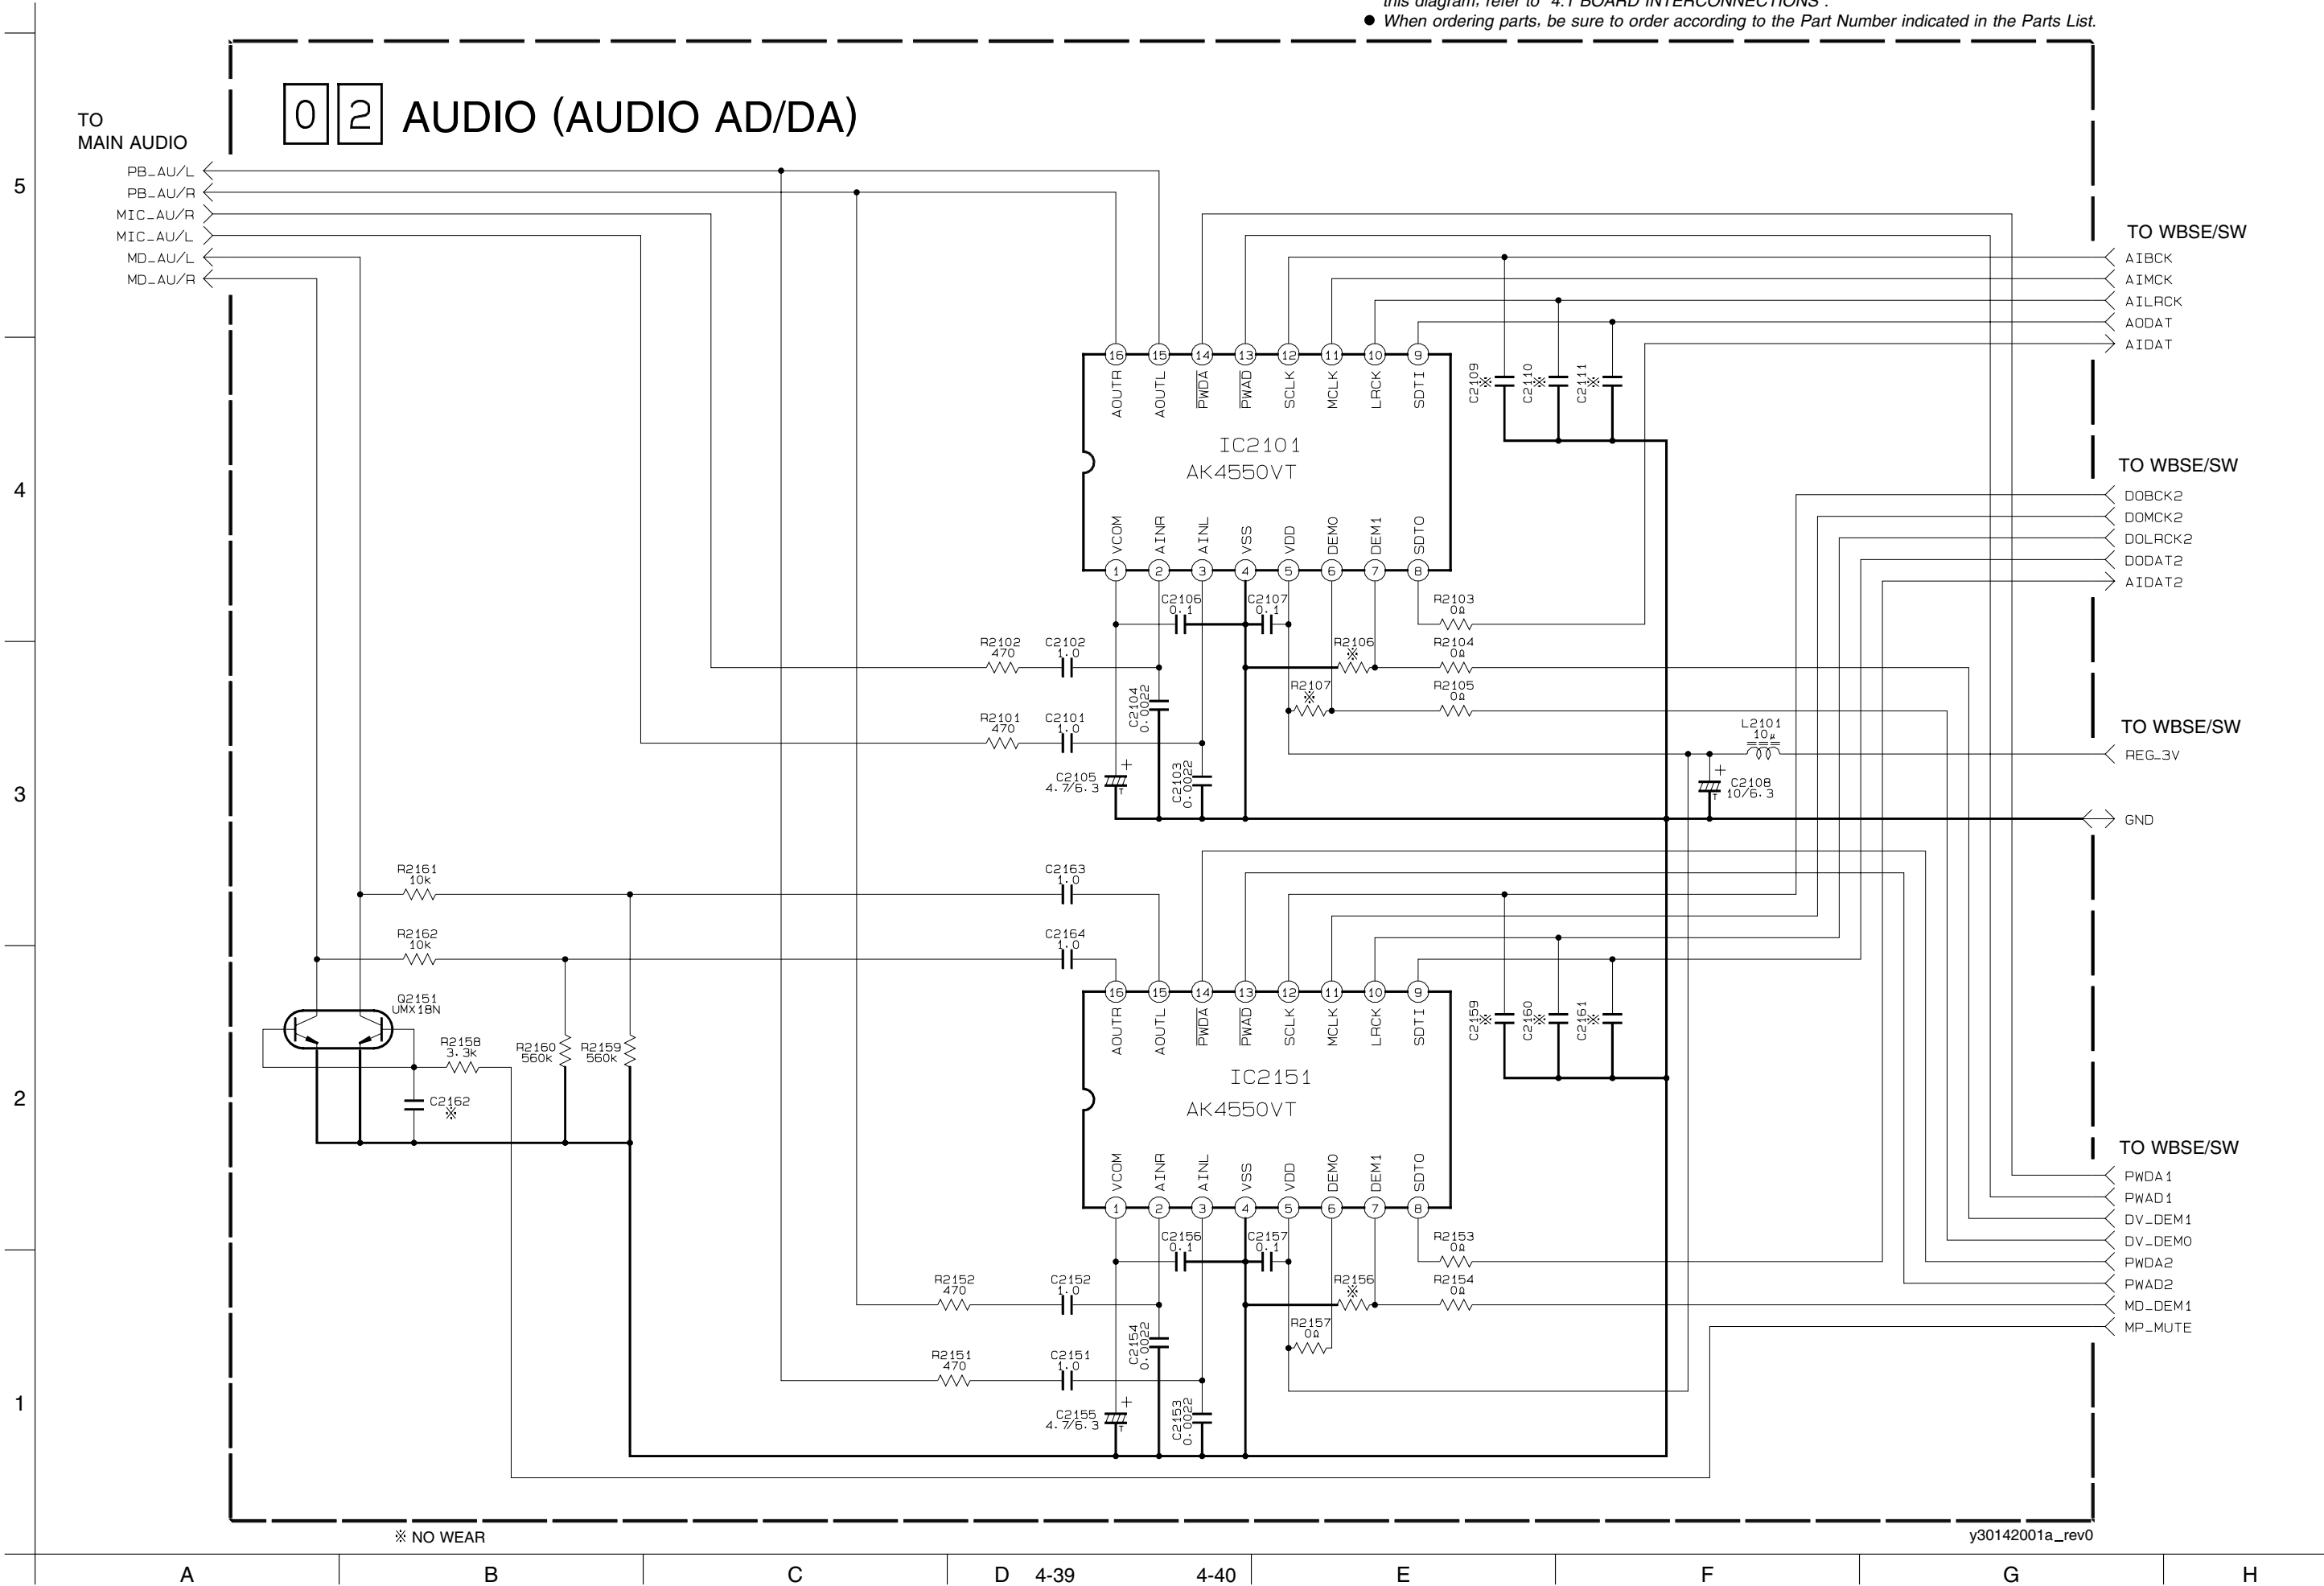 this diagram, refer to "4.1 BOARD INTERCONNECTIONS".
● When ordering parts, be sure to order according to the Part Number indicated in the Parts List.
0 2 AUDIO (AUDIO AD/DA)
TO
MAIN AUDIO
PB_AU/L
PB_AU/R
MIC_AU/R
MIC_AU/L
MD_AU/L
MD_AU/R
5
4
3
2
1
TO WBSE/SW
AIBCK
AIMCK
AILRCK
AODAT
AIDAT
16 15 14 13 12 11 10 9
AOUTR AOUTL PWDA PWAD SCLK MCLK LRCK SDTI
IC2101
AK4550VT
VCOM AINR AINL VSS VDD DEM0 DEM1 SDTO
1 2 3 4 5 6 7 8
C2109 ※
C2110 ※
C2111 ※
TO WBSE/SW
DOBCK2
DOMCK2
DOLRCK2
DODAT2
AIDAT2
C2106
0.1
C2107
0.1
R2103
0Ω
R2102
470
C2102
1.0
R2106
※
R2104
0Ω
C2104
0.0022
R2107
※
R2105
0Ω
R2101
470
C2101
1.0
C2105
4.7/6.3
+
T
C2103
0.0022
L2101
10μ
+
T
C2108
10/6.3
TO WBSE/SW
REG_3V
GND
R2161
10k
C2163
1.0
R2162
10k
C2164
1.0
Q2151
UMX18N
R2158
3.3k
R2160
560k
R2159
560k
C2162
※
16 15 14 13 12 11 10 9
AOUTR AOUTL PWDA PWAD SCLK MCLK LRCK SDTI
IC2151
AK4550VT
VCOM AINR AINL VSS VDD DEM0 DEM1 SDTO
1 2 3 4 5 6 7 8
C2159 ※
C2160 ※
C2161 ※
C2156
0.1
C2157
0.1
R2153
0Ω
R2152
470
C2152
1.0
R2156
※
R2154
0Ω
C2154
0.0022
R2157
0Ω
R2151
470
C2151
1.0
C2155
4.7/6.3
+
T
C2153
0.0022
TO WBSE/SW
PWDA1
PWAD1
DV_DEM1
DV_DEM0
PWDA2
PWAD2
MD_DEM1
MP_MUTE
※ NO WEAR
y30142001a_rev0
A B C D 4-39 4-40 E F G H